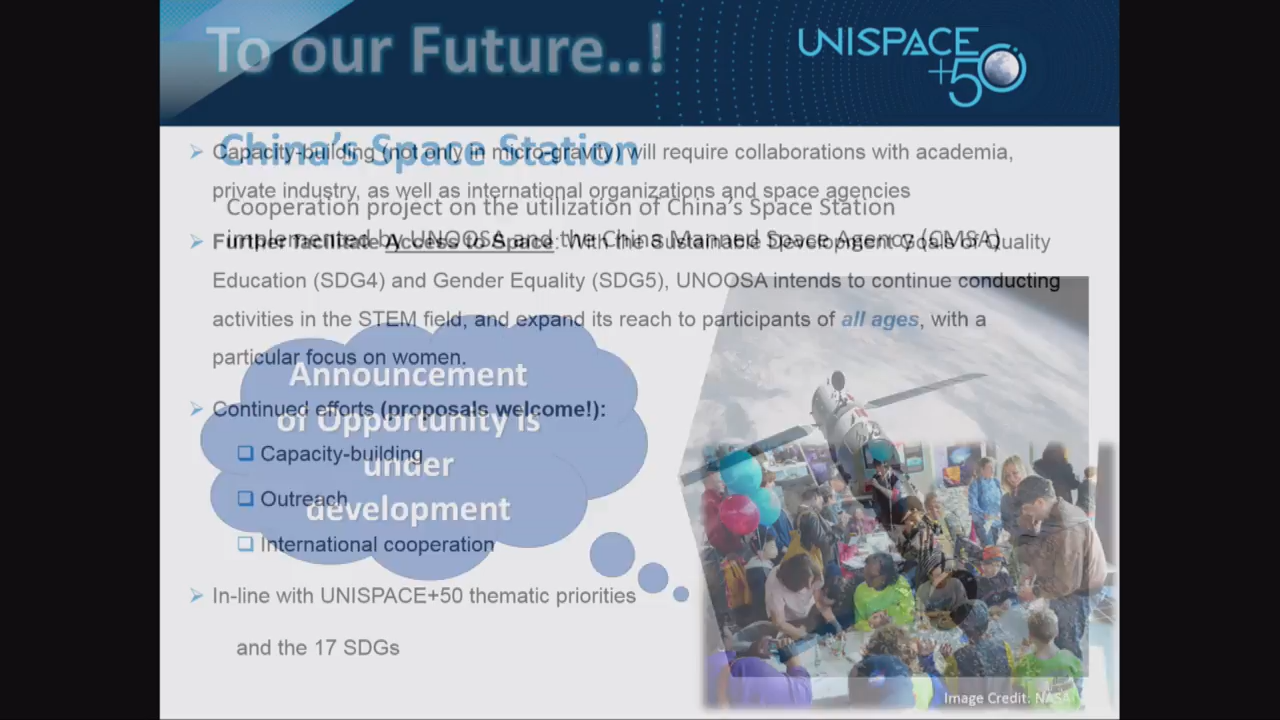 To our Future..!
UNISPACE
+50
China's Space Station
Capacity-building (not only in micro-gravity) will require collaborations with academia,
private industry, as well as international organizations and space agencies
Cooperation project on the utilization of China's Space Station
implemented by UNOOSA and the China Manned Space Agency (CMSA)
Further facilitate Access to Space: With the Sustainable Development Goals of Quality
Education (SDG4) and Gender Equality (SDG5), UNOOSA intends to continue conducting
activities in the STEM field, and expand its reach to participants of all ages, with a
particular focus on women.
Announcement
of Opportunity is
under
development
Continued efforts (proposals welcome!):
Capacity-building
Outreach
International cooperation
In-line with UNISPACE+50 thematic priorities
and the 17 SDGs
Image Credit: NASA